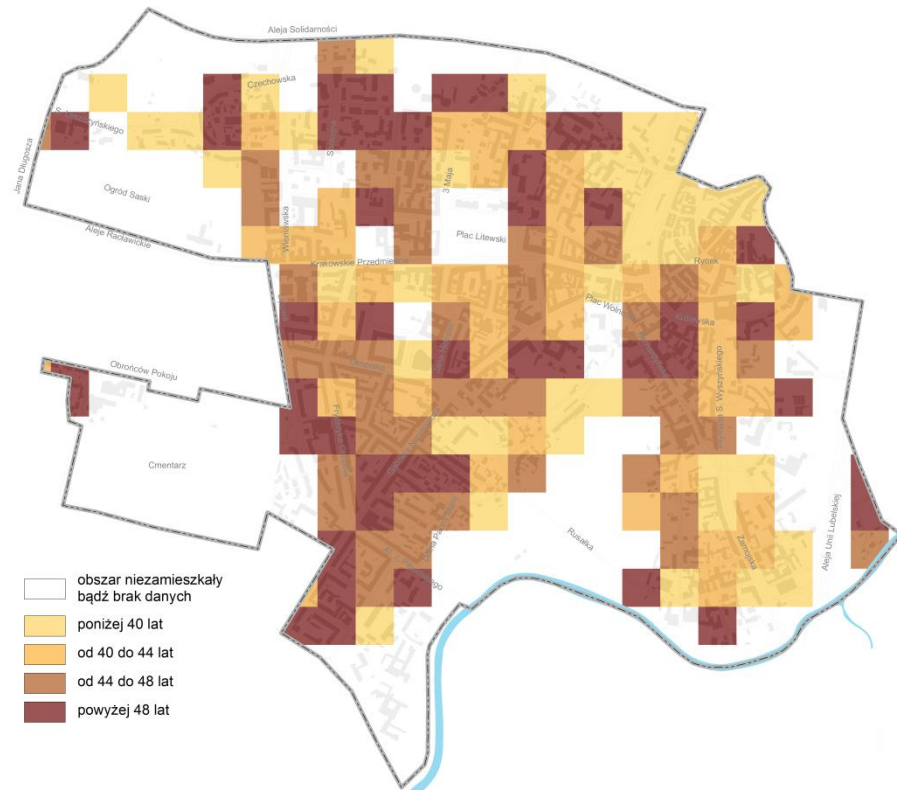 Aleja Solidarności
Czechowska
Jana Długosza
Ogród Saski
3 Maja
Aleje Racławickie
Wieniawska
Plac Litewski
Krakowskie Przedmieście
Rynek
Plac Wolności
Obrońców Pokoju
S. Wyszyńskiego
Cmentarz
Rusałka
Zamojska
Aleja Unii Lubelskiej
obszar niezamieszkały
bądź brak danych
poniżej 40 lat
od 40 do 44 lat
od 44 do 48 lat
powyżej 48 lat